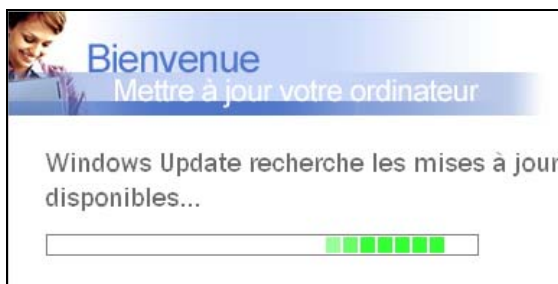 Bienvenue
Mettre à jour votre ordinateur
Windows Update recherche les mises à jour
disponibles...